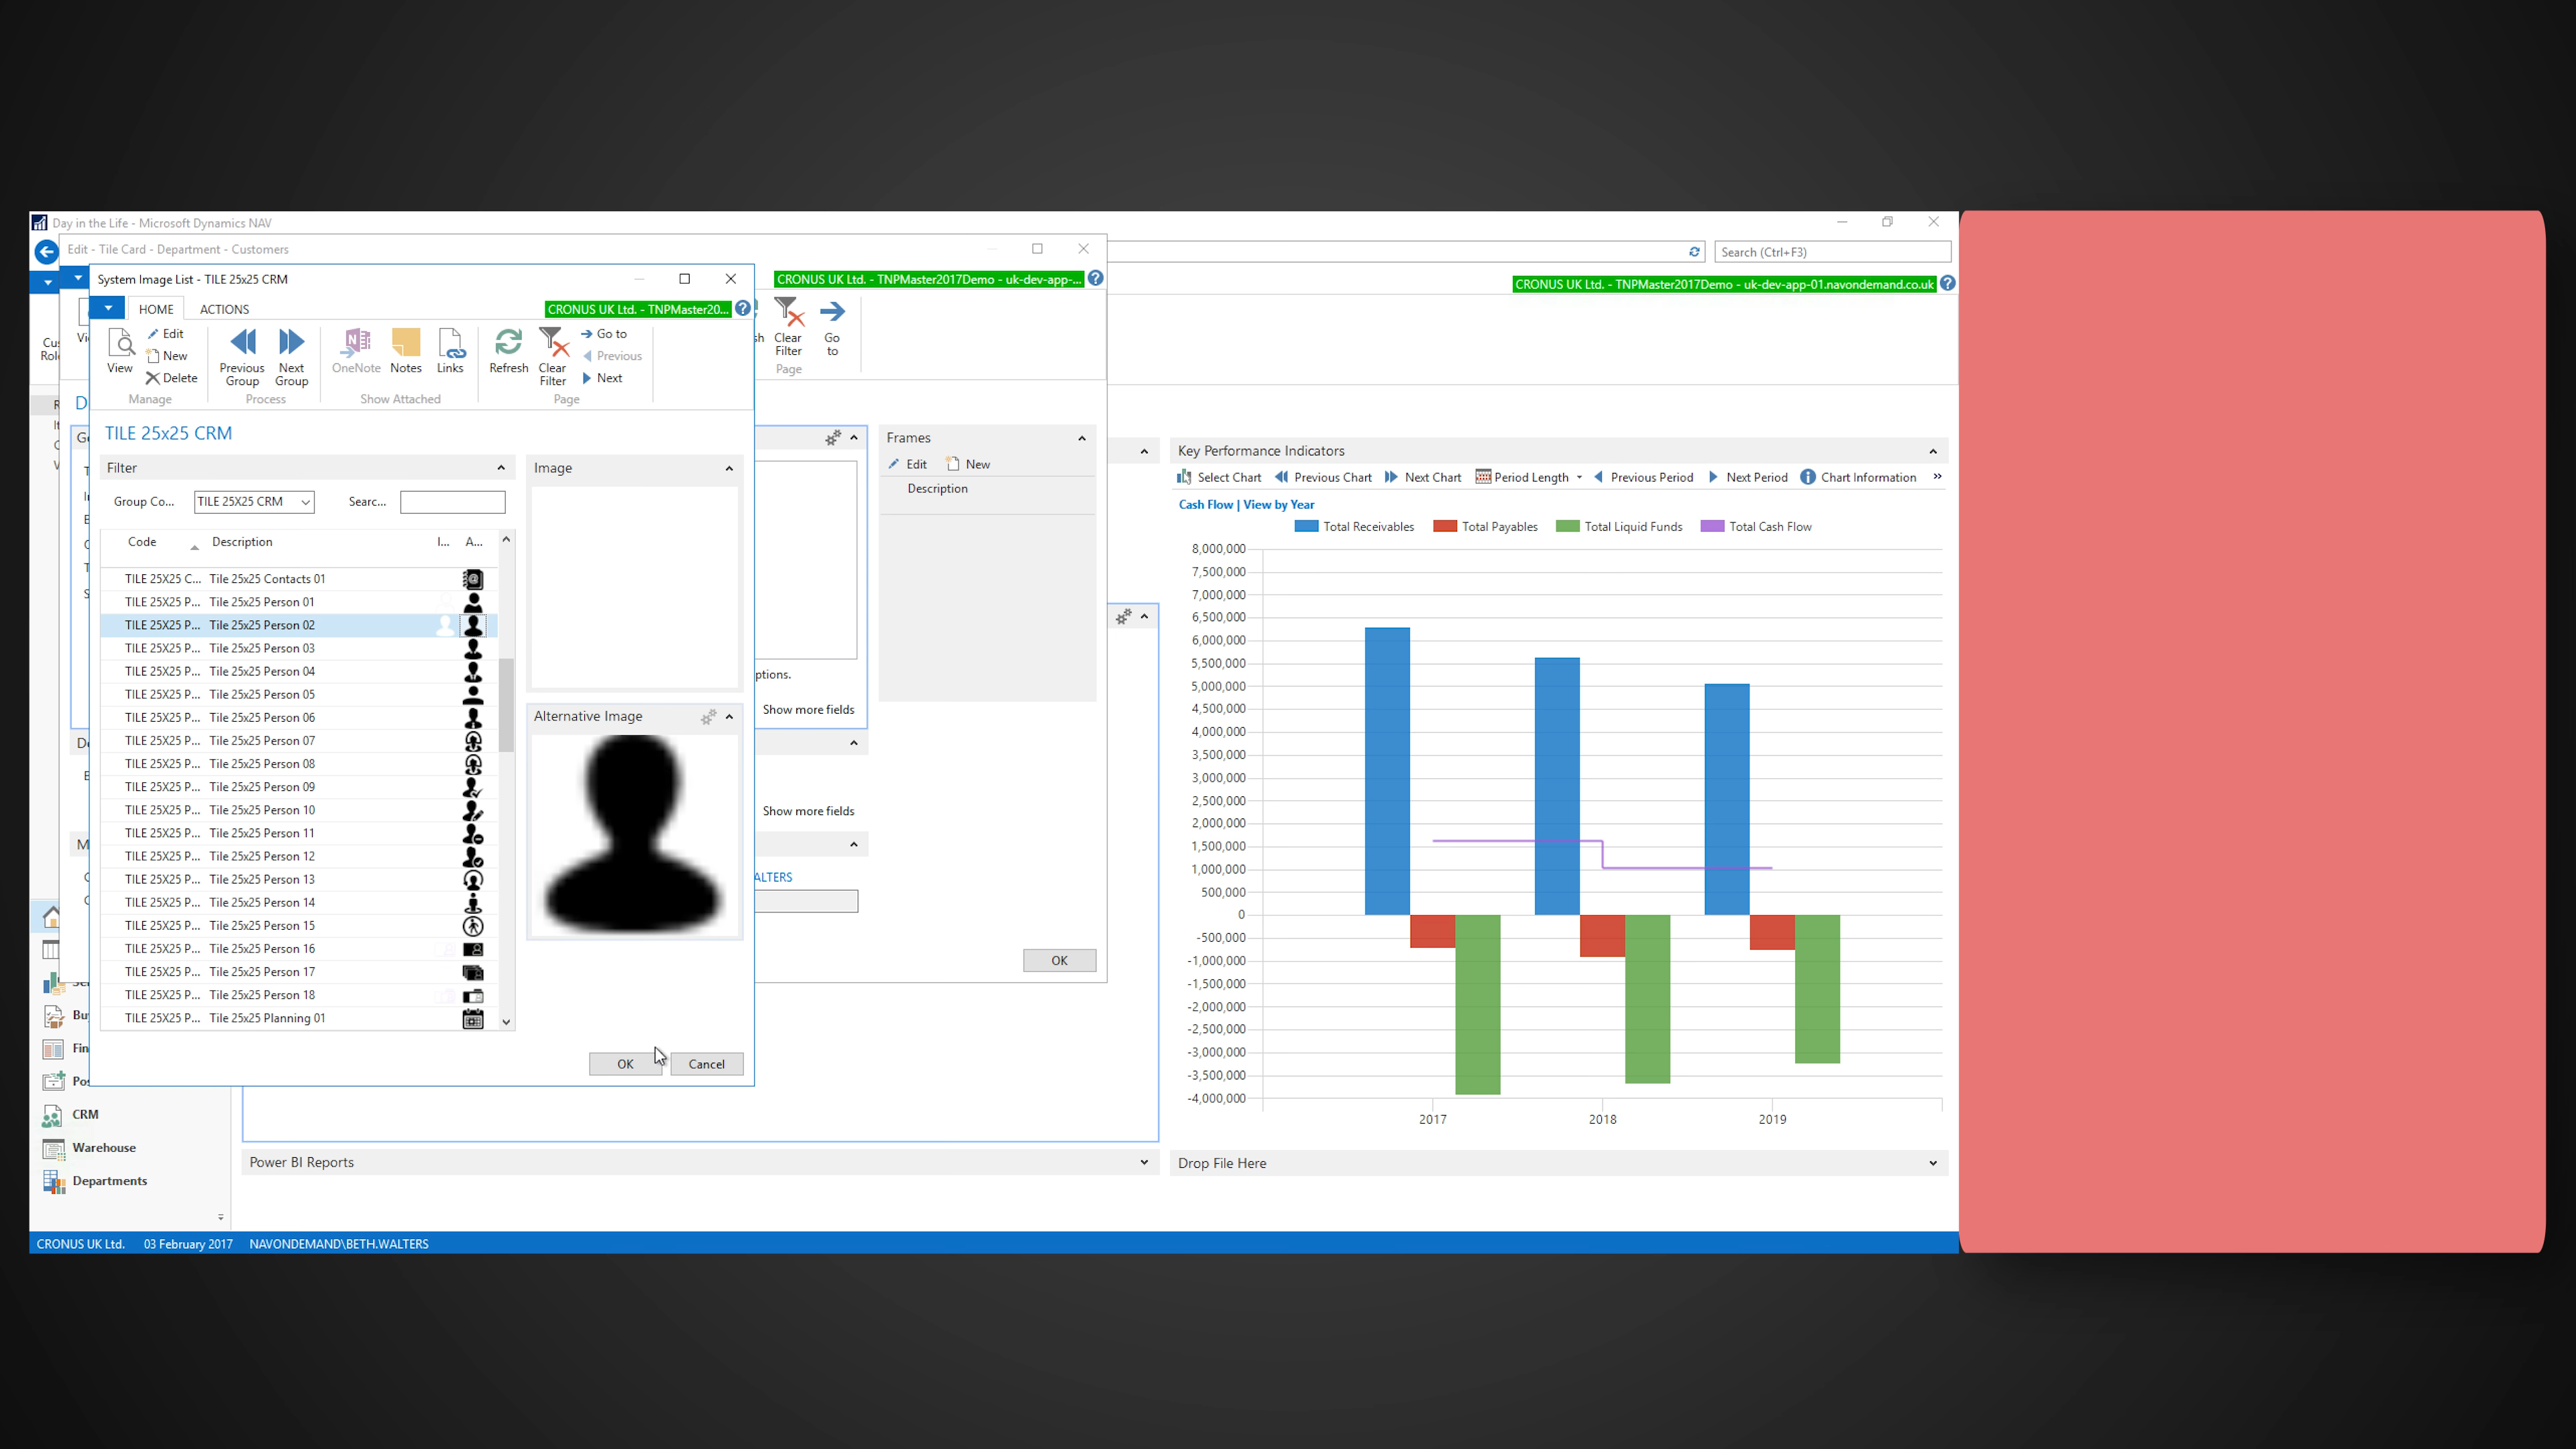 Day in the Life - Microsoft Dynamics NAV
Search (Ctrl+F3)
CRONUS UK Ltd. - TNPMaster2017Demo - uk-dev-app-01.navondemand.co.uk
Edit - Tile Card - Department - Customers
CRONUS UK Ltd. - TNPMaster2017Demo - uk-dev-app-...
Clear Filter
Go to
Page
System Image List - TILE 25x25 CRM
HOME ACTIONS
CRONUS UK Ltd. - TNPMaster20...
View
Edit
New
Delete
Manage
Previous Group
Next Group
Process
OneNote
Notes
Links
Show Attached
Refresh
Clear Filter
Go to
Previous
Next
Page
TILE 25x25 CRM
Filter
Group Co... TILE 25X25 CRM Searc...
Code Description I... A...
TILE 25X25 C... Tile 25x25 Contacts 01
TILE 25X25 P... Tile 25x25 Person 01
TILE 25X25 P... Tile 25x25 Person 02
TILE 25X25 P... Tile 25x25 Person 03
TILE 25X25 P... Tile 25x25 Person 04
TILE 25X25 P... Tile 25x25 Person 05
TILE 25X25 P... Tile 25x25 Person 06
TILE 25X25 P... Tile 25x25 Person 07
TILE 25X25 P... Tile 25x25 Person 08
TILE 25X25 P... Tile 25x25 Person 09
TILE 25X25 P... Tile 25x25 Person 10
TILE 25X25 P... Tile 25x25 Person 11
TILE 25X25 P... Tile 25x25 Person 12
TILE 25X25 P... Tile 25x25 Person 13
TILE 25X25 P... Tile 25x25 Person 14
TILE 25X25 P... Tile 25x25 Person 15
TILE 25X25 P... Tile 25x25 Person 16
TILE 25X25 P... Tile 25x25 Person 17
TILE 25X25 P... Tile 25x25 Person 18
TILE 25X25 P... Tile 25x25 Planning 01
Image
Alternative Image
OK Cancel
ptions.
Show more fields
Show more fields
ALTERS
Frames
Edit New
Description
OK
Key Performance Indicators
Select Chart Previous Chart Next Chart Period Length Previous Period Next Period Chart Information »
Cash Flow | View by Year
Total Receivables Total Payables Total Liquid Funds Total Cash Flow
8,000,000
7,500,000
7,000,000
6,500,000
6,000,000
5,500,000
5,000,000
4,500,000
4,000,000
3,500,000
3,000,000
2,500,000
2,000,000
1,500,000
1,000,000
500,000
0
-500,000
-1,000,000
-1,500,000
-2,000,000
-2,500,000
-3,000,000
-3,500,000
-4,000,000
2017 2018 2019
CRM
Warehouse
Departments
Power BI Reports
Drop File Here
CRONUS UK Ltd. 03 February 2017 NAVONDEMAND\BETH.WALTERS